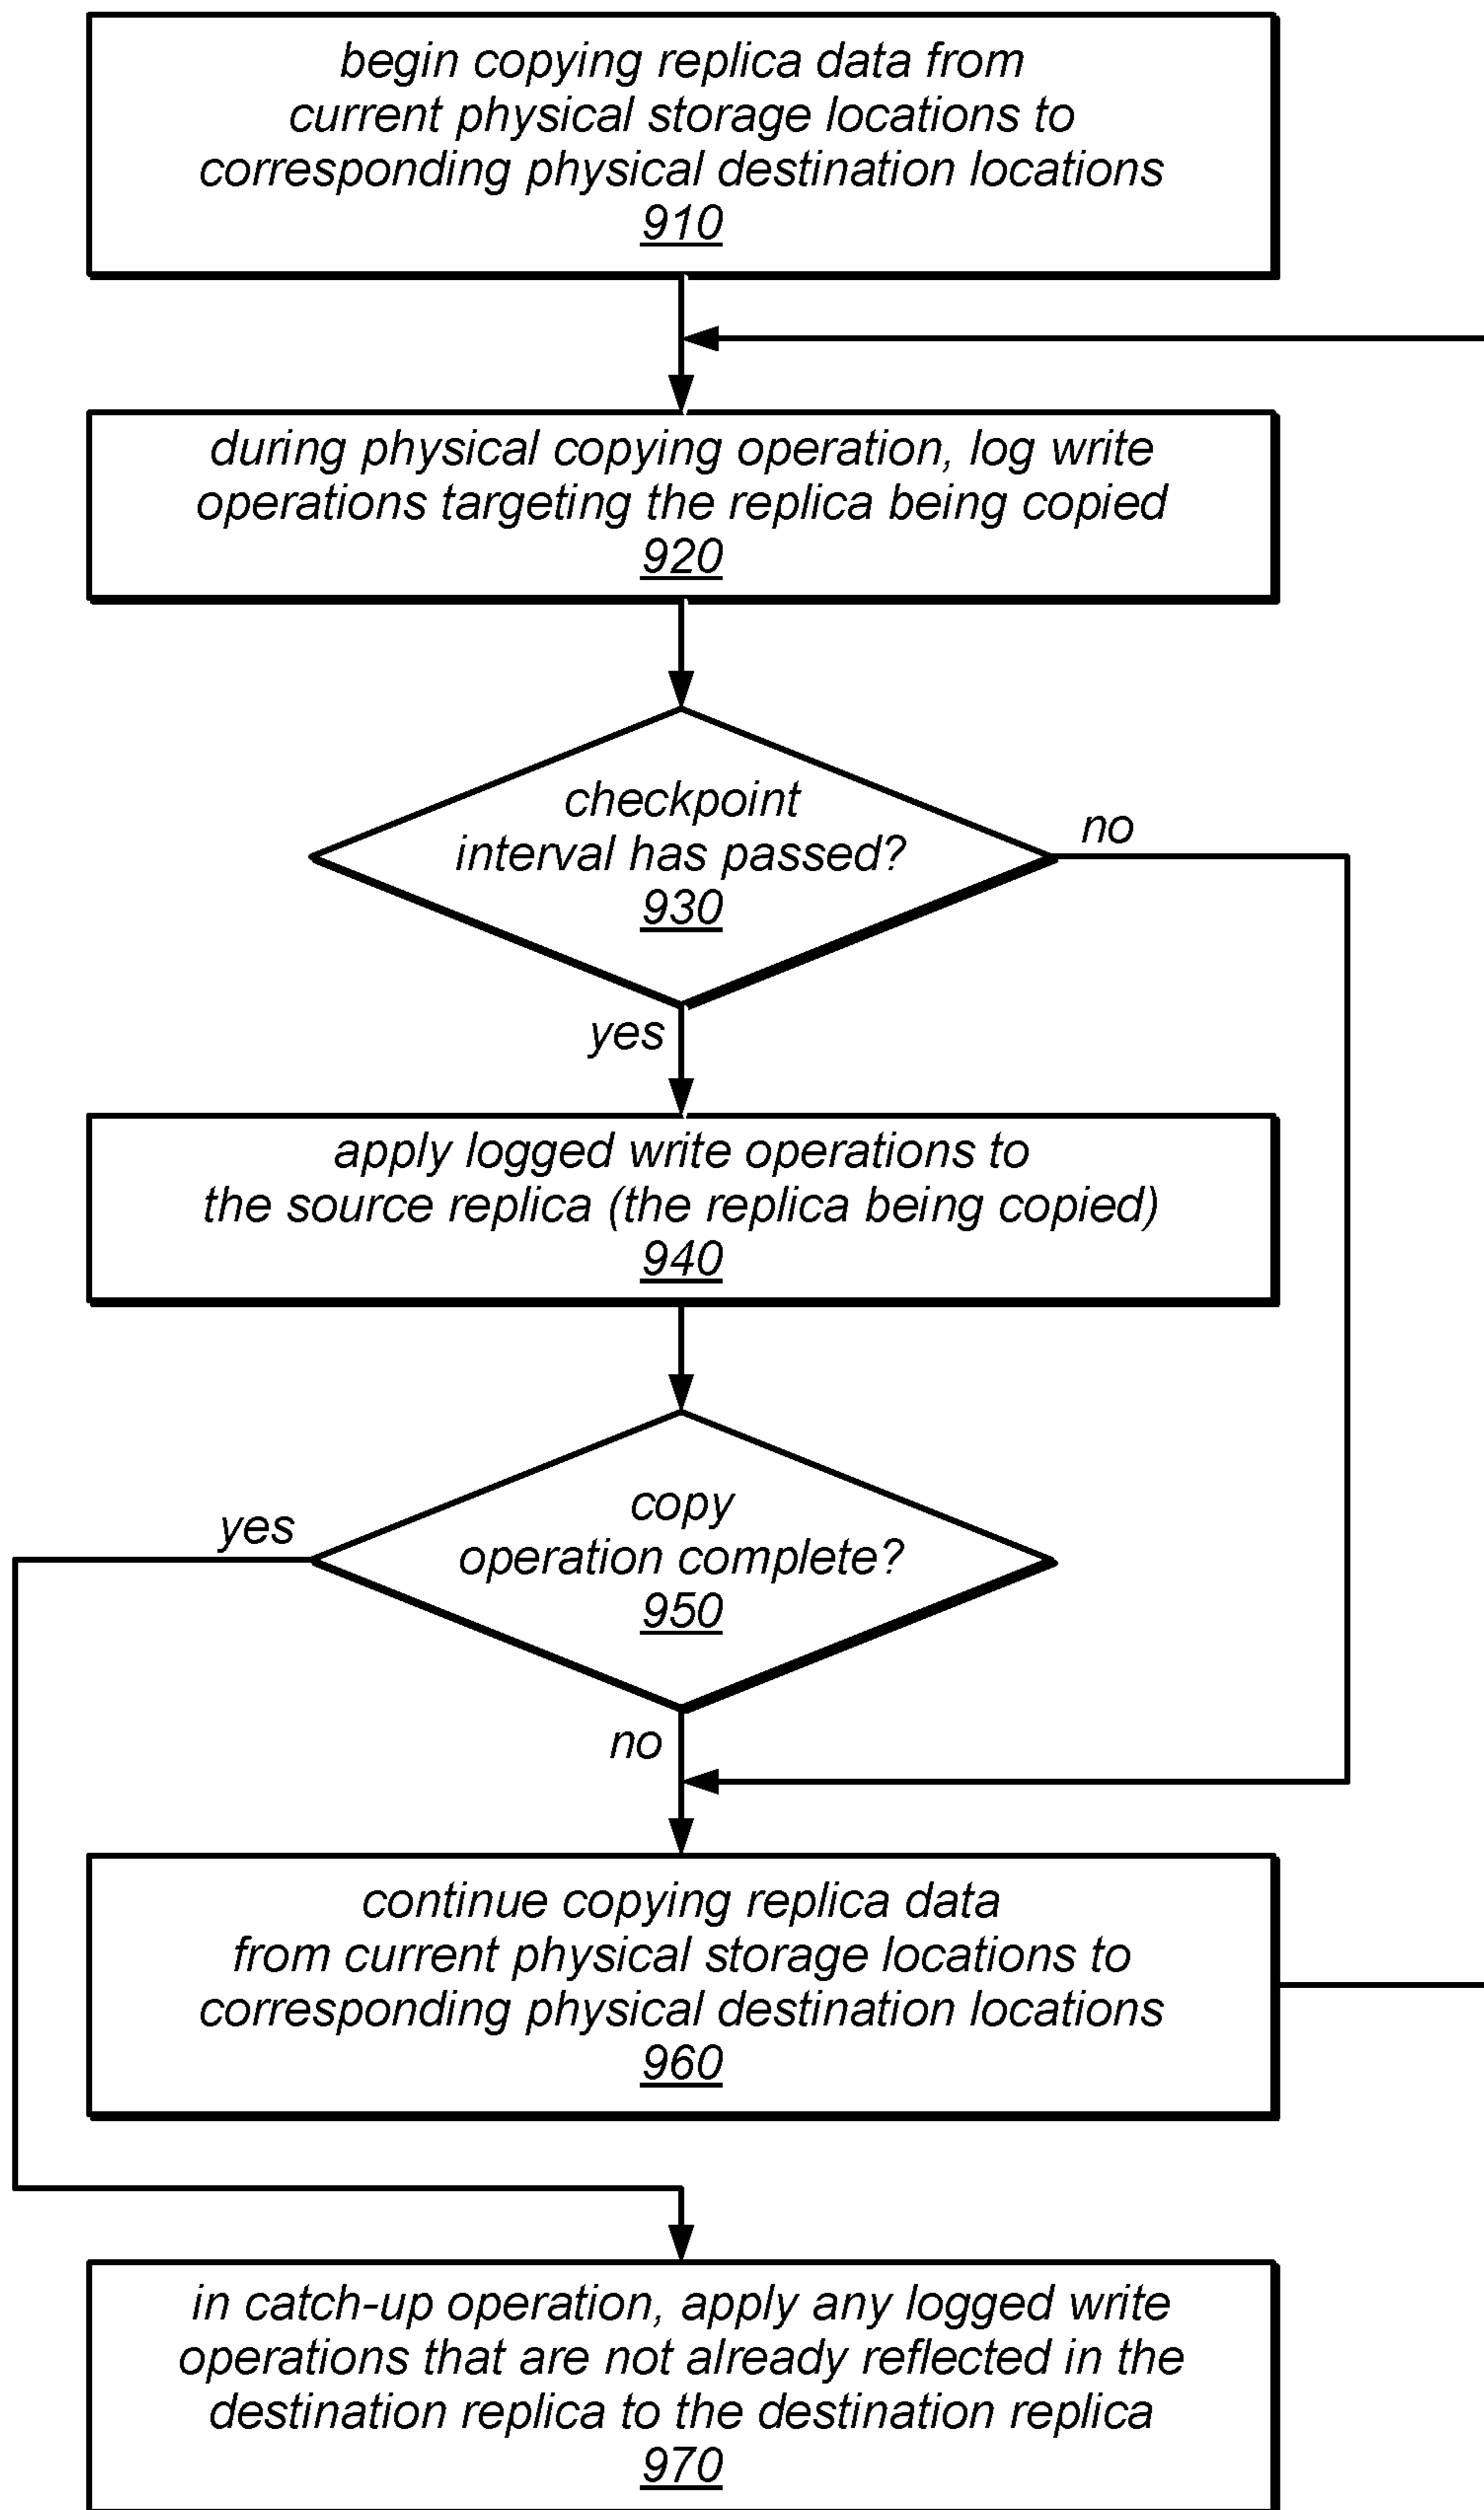 begin copying replica data from
current physical storage locations to
corresponding physical destination locations
910
during physical copying operation, log write
operations targeting the replica being copied
920
checkpoint
interval has passed?
930
no
yes
apply logged write operations to
the source replica (the replica being copied)
940
copy
operation complete?
950
yes
no
continue copying replica data
from current physical storage locations to
corresponding physical destination locations
960
in catch-up operation, apply any logged write
operations that are not already reflected in the
destination replica to the destination replica
970